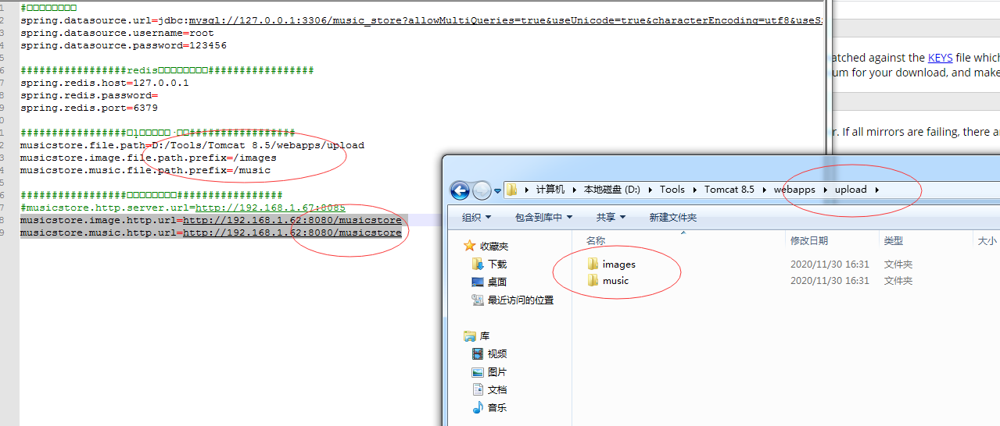 #□□□□□□□□
spring.datasource.url=jdbc:mysql://127.0.0.1:3306/music_store?allowMultiQueries=true&useUnicode=true&characterEncoding=utf8&useS
spring.datasource.username=root
spring.datasource.password=123456
#################redis□□□□□□□□#################
spring.redis.host=127.0.0.1
spring.redis.password=
spring.redis.port=6379
musicstore.file.path=D:/Tools/Tomcat 8.5/webapps/upload
musicstore.image.file.path.prefix=/images
musicstore.music.file.path.prefix=/music
#################□□□□□□□□#################
#musicstore.http.server.url=http://192.168.1.67:8085
musicstore.image.http.url=http://192.168.1.62:8080/musicstore
musicstore.music.http.url=http://192.168.1.62:8080/musicstore
atched against the KEYS file which
um for your download, and make
r. If all mirrors are failing, there a
计算机 本地磁盘 (D:) Tools Tomcat 8.5 webapps upload
组织 包含到库中 共享 新建文件夹
名称 修改日期 类型 大小
收藏夹
下载
桌面
最近访问的位置
库
视频
图片
文档
音乐
images 2020/11/30 16:31 文件夹
music 2020/11/30 16:31 文件夹